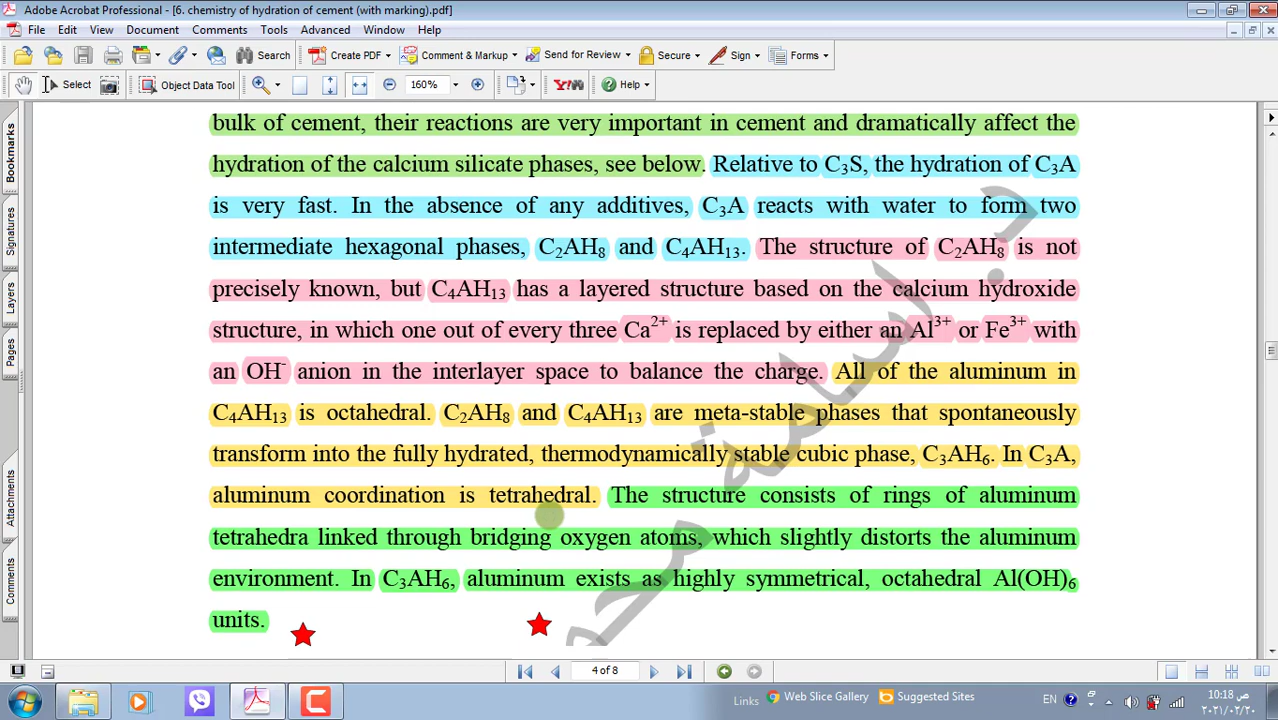 Adobe Acrobat Professional - [6. chemistry of hydration of cement (with marking).pdf]
File Edit View Document Comments Tools Advanced Window Help
Search Create PDF Comment & Markup Send for Review Secure Sign Forms
Select Object Data Tool 160% Y! Help
Bookmarks
Signatures
Layers
Pages
Attachments
Comments
bulk of cement, their reactions are very important in cement and dramatically affect the
hydration of the calcium silicate phases, see below. Relative to C3S, the hydration of C3A
is very fast. In the absence of any additives, C3A reacts with water to form two
intermediate hexagonal phases, C2AH8 and C4AH13. The structure of C2AH8 is not
precisely known, but C4AH13 has a layered structure based on the calcium hydroxide
structure, in which one out of every three Ca2+ is replaced by either an Al3+ or Fe3+ with
an OH- anion in the interlayer space to balance the charge. All of the aluminum in
C4AH13 is octahedral. C2AH8 and C4AH13 are meta-stable phases that spontaneously
transform into the fully hydrated, thermodynamically stable cubic phase, C3AH6. In C3A,
aluminum coordination is tetrahedral. The structure consists of rings of aluminum
tetrahedra linked through bridging oxygen atoms, which slightly distorts the aluminum
environment. In C3AH6, aluminum exists as highly symmetrical, octahedral Al(OH)6
units.
د. اسامة محمد
4 of 8
Links Web Slice Gallery Suggested Sites EN 10:18 ص
٢٠٢١/٠٢/٢٠